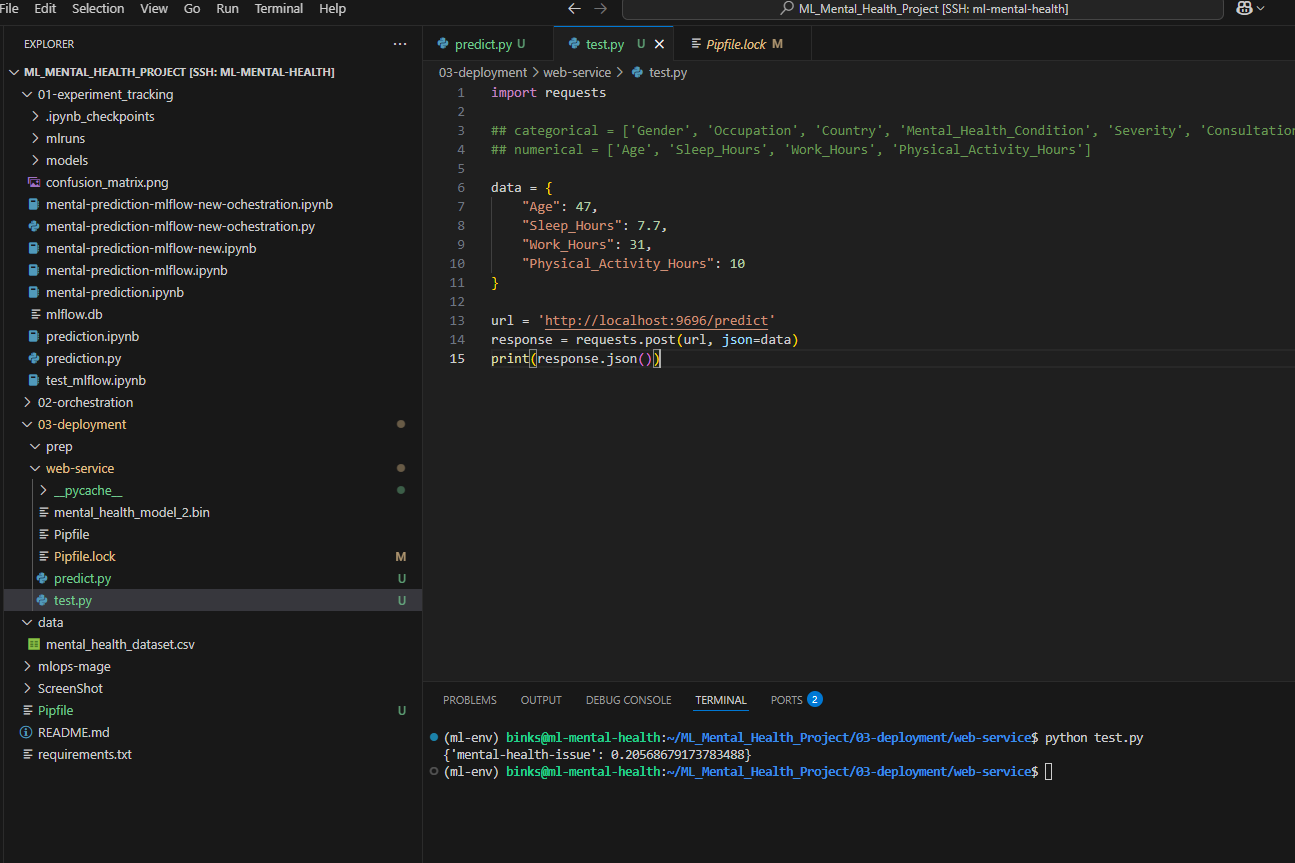 File Edit Selection View Go Run Terminal Help
ML_Mental_Health_Project [SSH: ml-mental-health]
EXPLORER
ML_MENTAL_HEALTH_PROJECT [SSH: ML-MENTAL-HEALTH]
01-experiment_tracking
.ipynb_checkpoints
mlruns
models
confusion_matrix.png
mental-prediction-mlflow-new-ochestration.ipynb
mental-prediction-mlflow-new-ochestration.py
mental-prediction-mlflow-new.ipynb
mental-prediction-mlflow.ipynb
mental-prediction.ipynb
mlflow.db
prediction.ipynb
prediction.py
test_mlflow.ipynb
02-orchestration
03-deployment
prep
web-service
__pycache__
mental_health_model_2.bin
Pipfile
Pipfile.lock M
predict.py U
test.py U
data
mental_health_dataset.csv
mlops-mage
ScreenShot
Pipfile U
README.md
requirements.txt
predict.py U test.py U Pipfile.lock M
03-deployment > web-service > test.py
1 import requests
2
3 ## categorical = ['Gender', 'Occupation', 'Country', 'Mental_Health_Condition', 'Severity', 'Consultation
4 ## numerical = ['Age', 'Sleep_Hours', 'Work_Hours', 'Physical_Activity_Hours']
5
6 data = {
7 "Age": 47,
8 "Sleep_Hours": 7.7,
9 "Work_Hours": 31,
10 "Physical_Activity_Hours": 10
11 }
12
13 url = 'http://localhost:9696/predict'
14 response = requests.post(url, json=data)
15 print(response.json())
PROBLEMS OUTPUT DEBUG CONSOLE TERMINAL PORTS 2
(ml-env) binks@ml-mental-health:~/ML_Mental_Health_Project/03-deployment/web-service$ python test.py
{'mental-health-issue': 0.20568679173783488}
(ml-env) binks@ml-mental-health:~/ML_Mental_Health_Project/03-deployment/web-service$